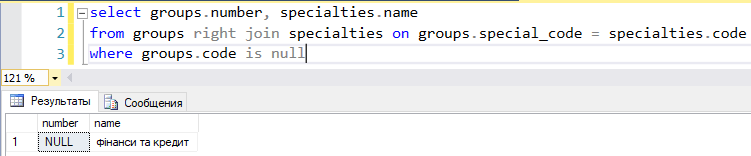 1 select groups.number, specialties.name
2 from groups right join specialties on groups.special_code = specialties.code
3 where groups.code is null
121 %
Результаты Сообщения
number name
1 NULL фінанси та кредит